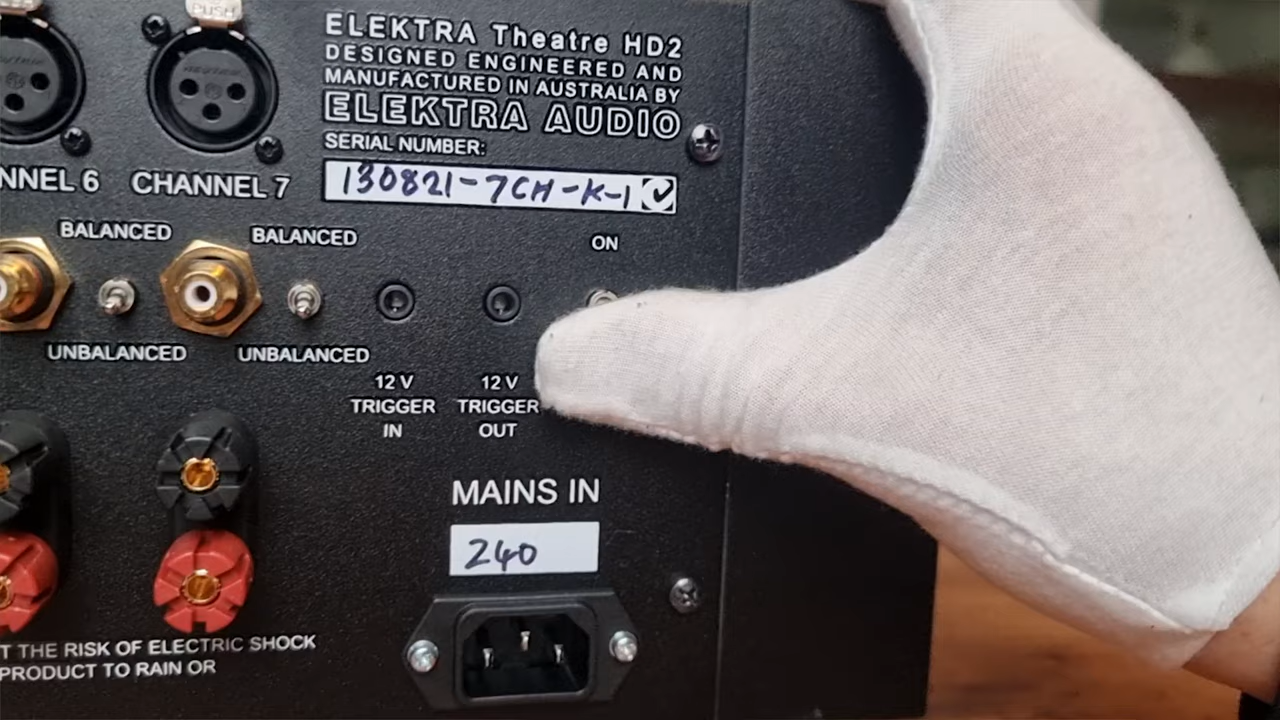 PUSH
ELEKTRA Theatre HD2
DESIGNED ENGINEERED AND
MANUFACTURED IN AUSTRALIA BY
ELEKTRA AUDIO
SERIAL NUMBER:
130821-7CH-K-1
NNEL 6
CHANNEL 7
BALANCED
BALANCED
ON
UNBALANCED
UNBALANCED
12 V
TRIGGER
IN
12 V
TRIGGER
OUT
MAINS IN
240
T THE RISK OF ELECTRIC SHOCK
PRODUCT TO RAIN OR